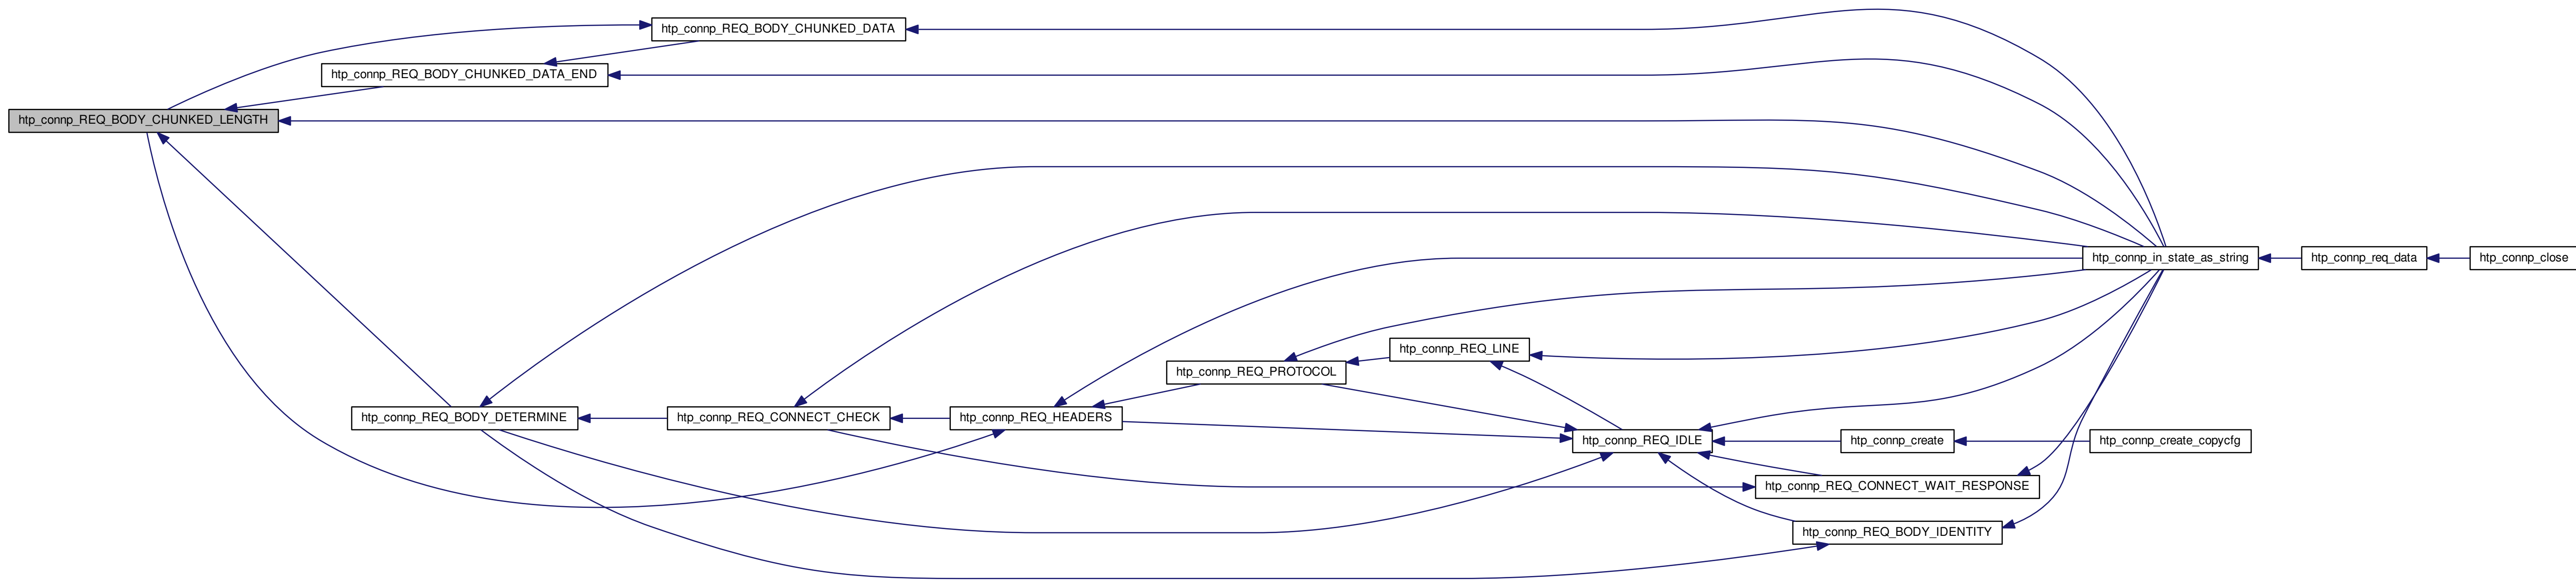 htp_connp_REQ_BODY_CHUNKED_DATA
htp_connp_REQ_BODY_CHUNKED_DATA_END
htp_connp_REQ_BODY_CHUNKED_LENGTH
htp_connp_in_state_as_string
htp_connp_req_data
htp_connp_close
htp_connp_REQ_LINE
htp_connp_REQ_PROTOCOL
htp_connp_REQ_BODY_DETERMINE
htp_connp_REQ_CONNECT_CHECK
htp_connp_REQ_HEADERS
htp_connp_REQ_IDLE
htp_connp_create
htp_connp_create_copycfg
htp_connp_REQ_CONNECT_WAIT_RESPONSE
htp_connp_REQ_BODY_IDENTITY